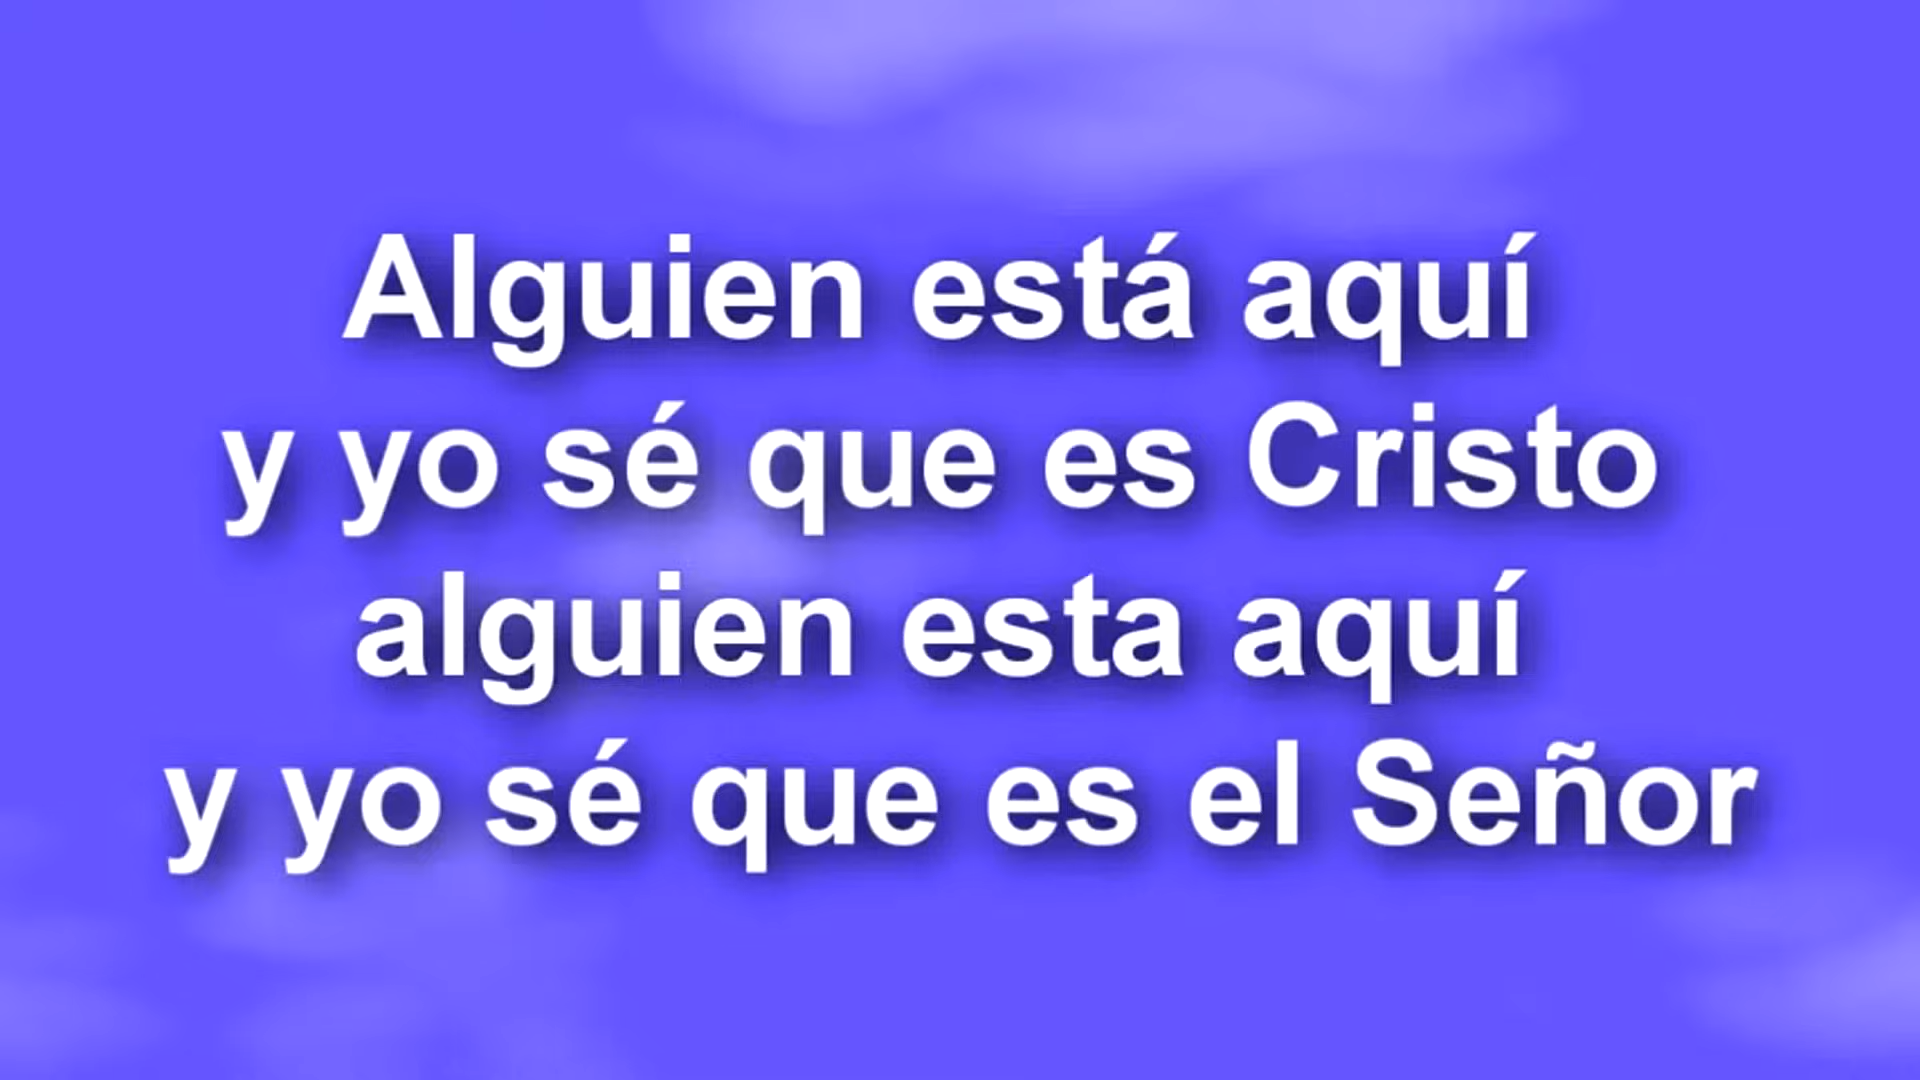 Alguien está aquí
y yo sé que es Cristo
alguien esta aquí
y yo sé que es el Señor